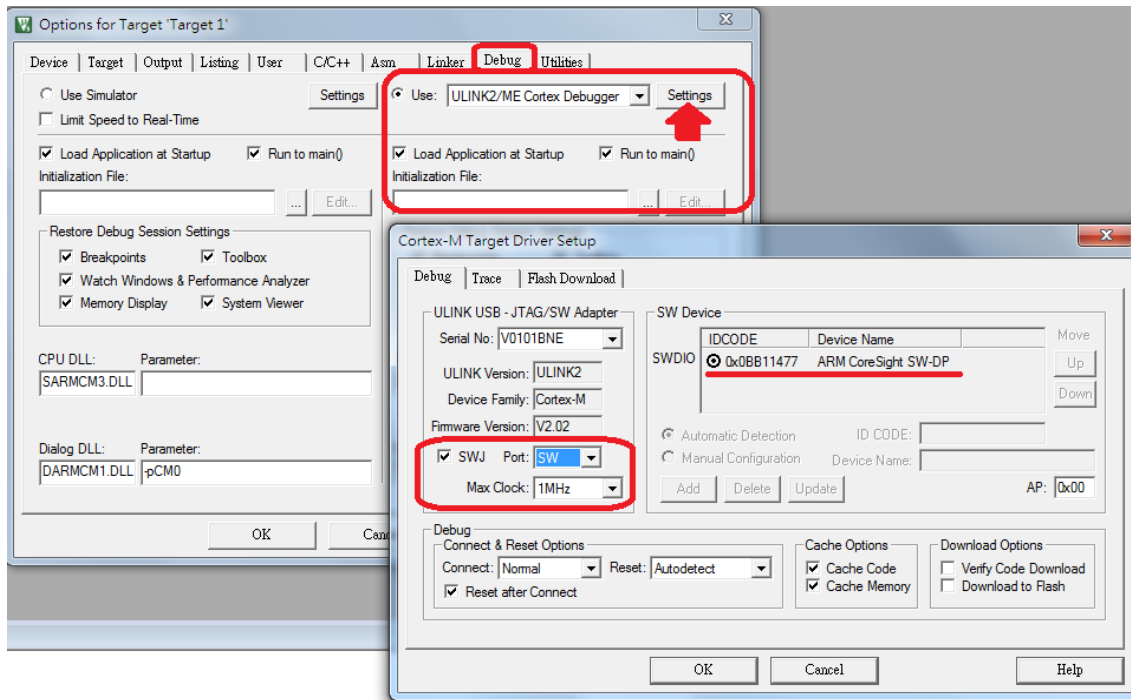 Options for Target 'Target 1'
Device Target Output Listing User C/C++ Asm Linker Debug Utilities
Use Simulator Settings Use: ULINK2/ME Cortex Debugger Settings
Limit Speed to Real-Time
Load Application at Startup Run to main() Load Application at Startup Run to main()
Initialization File: Initialization File:
... Edit... ... Edit...
Restore Debug Session Settings
Breakpoints Toolbox
Watch Windows & Performance Analyzer
Memory Display System Viewer
CPU DLL: Parameter:
SARMCM3.DLL
Dialog DLL: Parameter:
DARMCM1.DLL -pCM0
OK
Cortex-M Target Driver Setup
Debug Trace Flash Download
ULINK USB - JTAG/SW Adapter
Serial No: V0101BNE
ULINK Version: ULINK2
Device Family: Cortex-M
Firmware Version: V2.02
SWJ Port: SW
Max Clock: 1MHz
SW Device
IDCODE Device Name Move
SWDIO 0x0BB11477 ARM CoreSight SW-DP Up
Down
Automatic Detection ID CODE:
Manual Configuration Device Name:
Add Delete Update AP: 0x00
Debug
Connect & Reset Options
Connect: Normal Reset: Autodetect
Reset after Connect
Cache Options
Cache Code
Cache Memory
Download Options
Verify Code Download
Download to Flash
OK Cancel Help